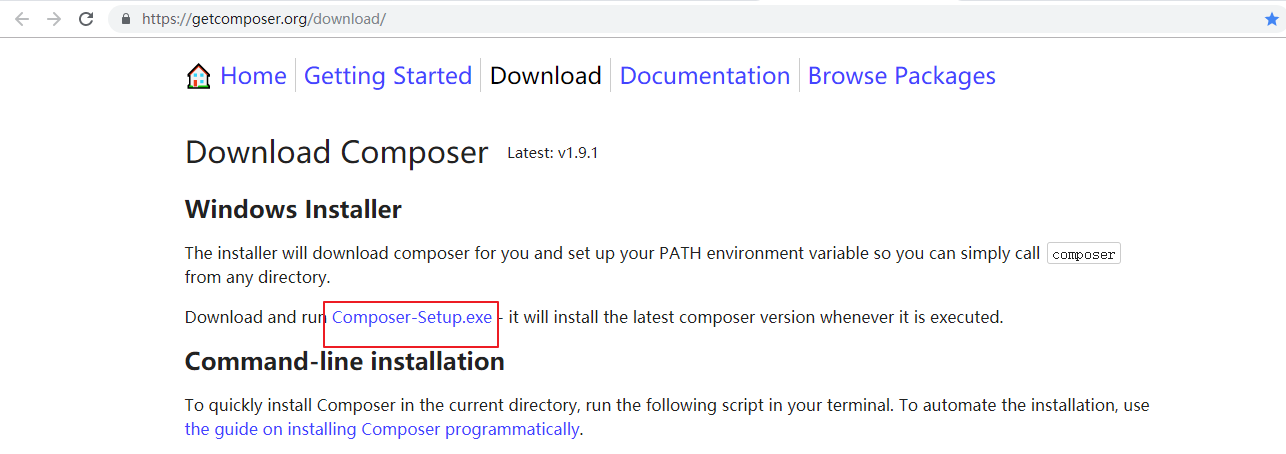 https://getcomposer.org/download/
Home Getting Started Download Documentation Browse Packages
Download Composer Latest: v1.9.1
Windows Installer
The installer will download composer for you and set up your PATH environment variable so you can simply call composer
from any directory.
Download and run Composer-Setup.exe - it will install the latest composer version whenever it is executed.
Command-line installation
To quickly install Composer in the current directory, run the following script in your terminal. To automate the installation, use
the guide on installing Composer programmatically.